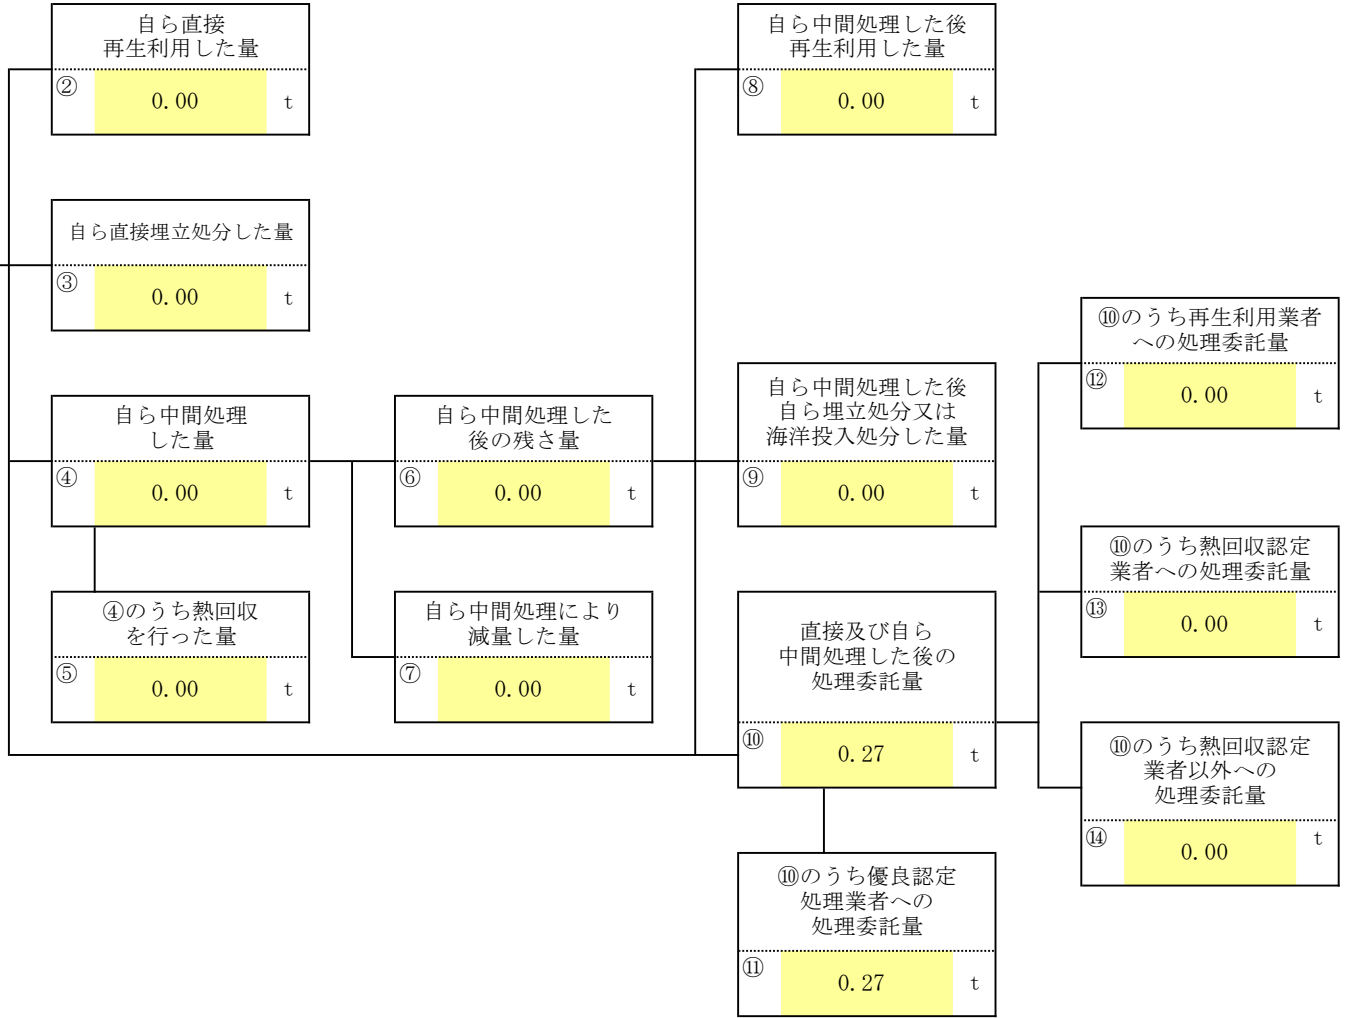 自ら直接
再生利用した量
② 0.00 t
自ら直接埋立処分した量
③ 0.00 t
自ら中間処理
した量
④ 0.00 t
④のうち熱回収
を行った量
⑤ 0.00 t
自ら中間処理した
後の残さ量
⑥ 0.00 t
自ら中間処理により
減量した量
⑦ 0.00 t
自ら中間処理した後
再生利用した量
⑧ 0.00 t
自ら中間処理した後
自ら埋立処分又は
海洋投入処分した量
⑨ 0.00 t
直接及び自ら
中間処理した後の
処理委託量
⑩ 0.27 t
⑩のうち優良認定
処理業者への
処理委託量
⑪ 0.27 t
⑩のうち再生利用業者
への処理委託量
⑫ 0.00 t
⑩のうち熱回収認定
業者への処理委託量
⑬ 0.00 t
⑩のうち熱回収認定
業者以外への
処理委託量
⑭ 0.00 t